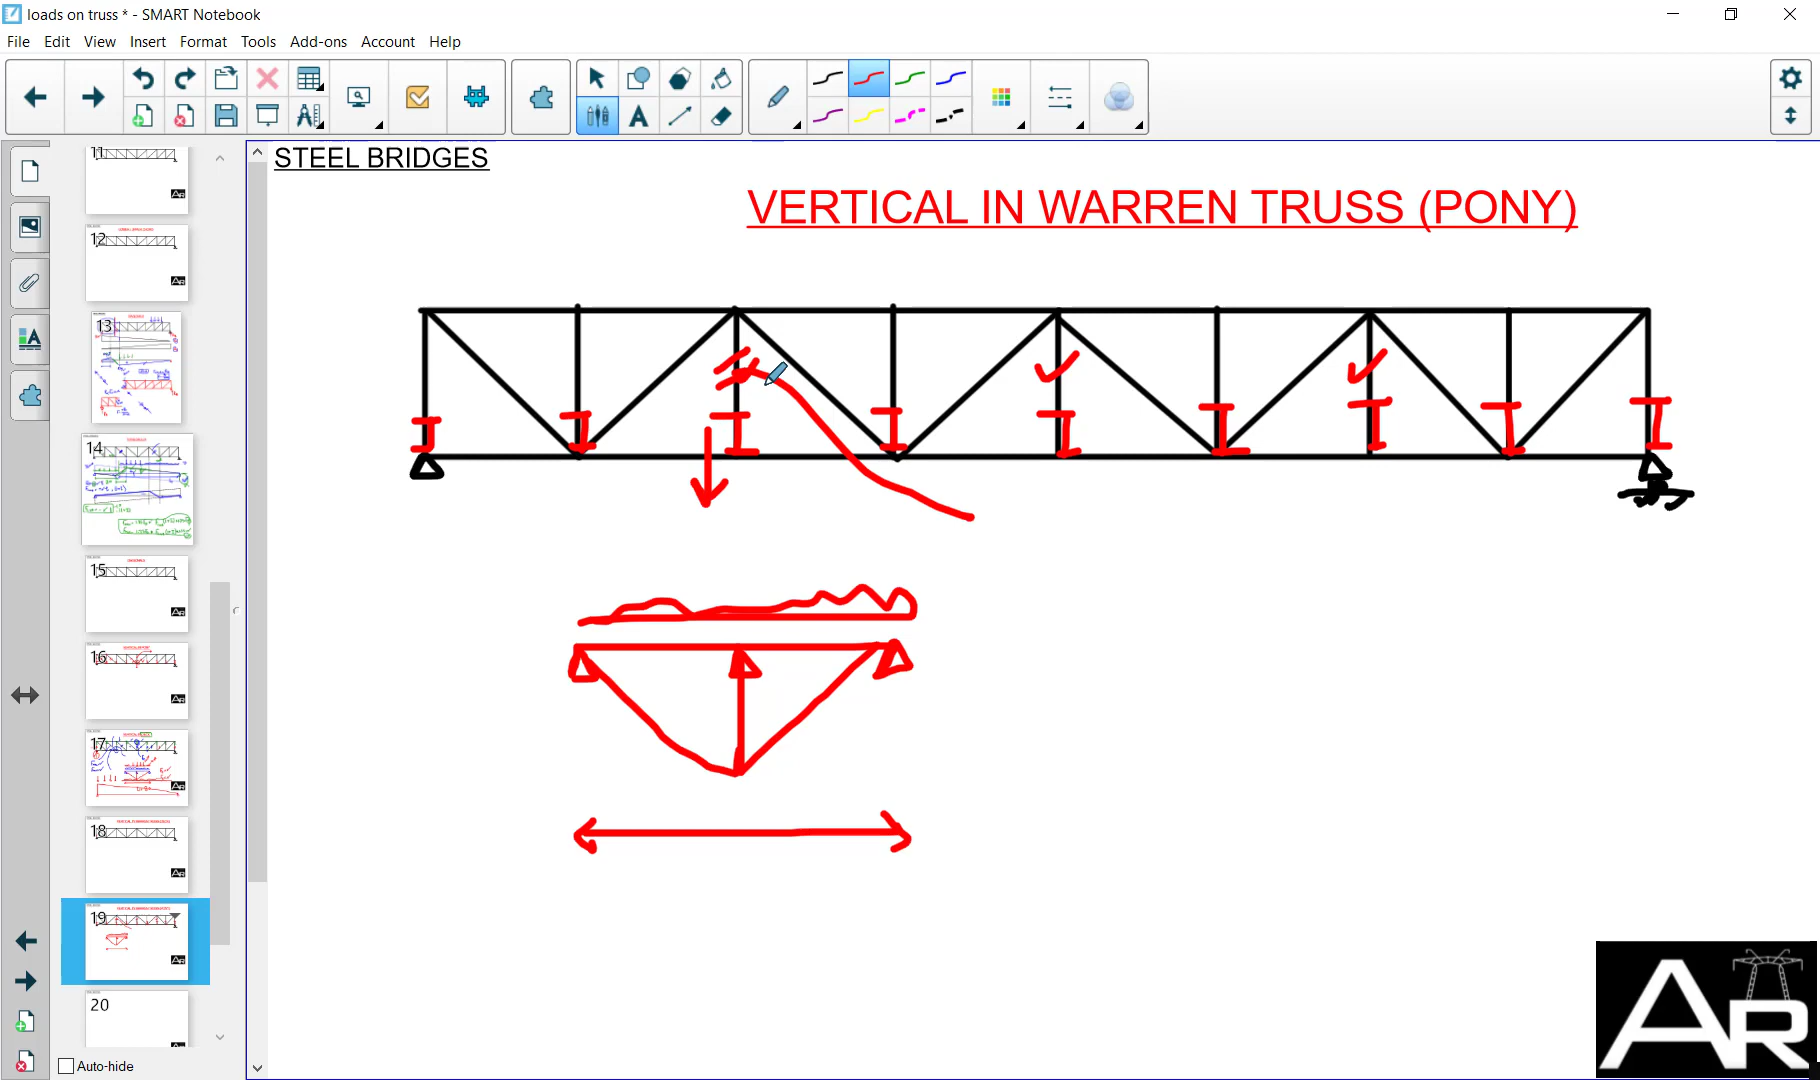 loads on truss * - SMART Notebook
File Edit View Insert Format Tools Add-ons Account Help
STEEL BRIDGES
VERTICAL IN WARREN TRUSS (PONY)
11
12
13
14
15
16
17
18
19
20
Auto-hide
AR